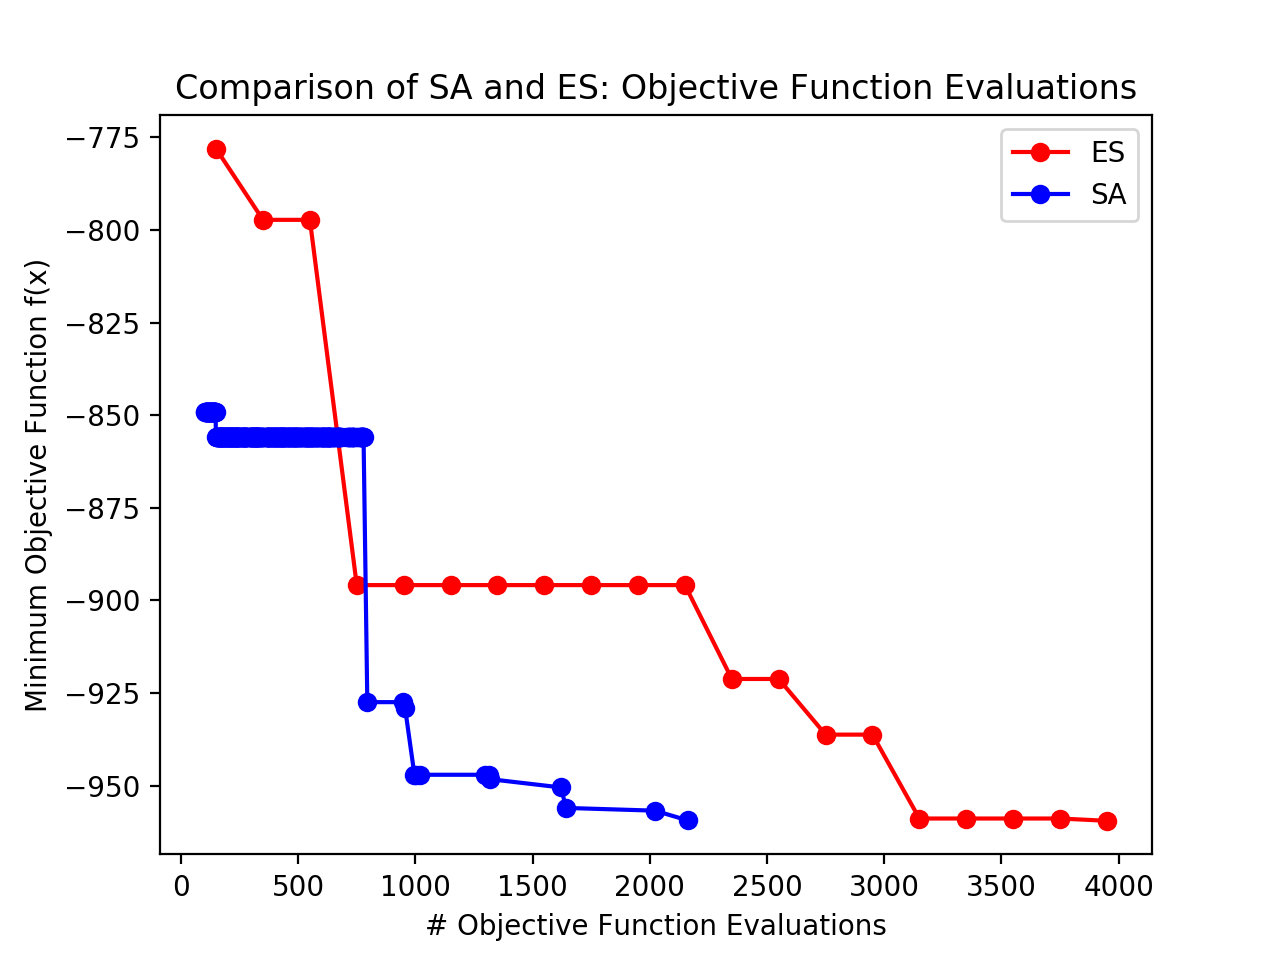 Comparison of SA and ES: Objective Function Evaluations
ES
SA
Minimum Objective Function f(x)
−775
−800
−825
−850
−875
−900
−925
−950
0 500 1000 1500 2000 2500 3000 3500 4000
# Objective Function Evaluations